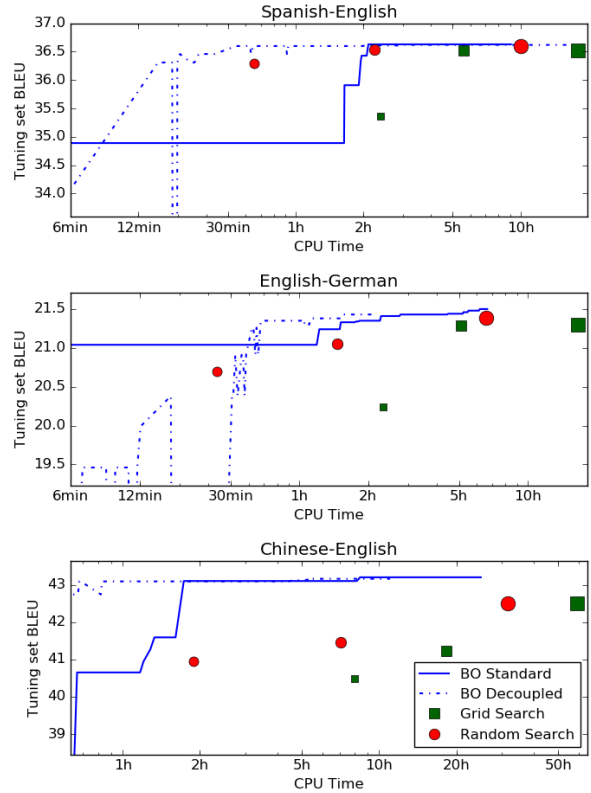 Spanish-English
37.0
36.5
36.0
35.5
35.0
34.5
34.0
Tuning set BLEU
6min 12min 30min 1h 2h 5h 10h
CPU Time
English-German
21.5
21.0
20.5
20.0
19.5
Tuning set BLEU
6min 12min 30min 1h 2h 5h 10h
CPU Time
Chinese-English
43
42
41
40
39
Tuning set BLEU
BO Standard
BO Decoupled
Grid Search
Random Search
1h 2h 5h 10h 20h 50h
CPU Time